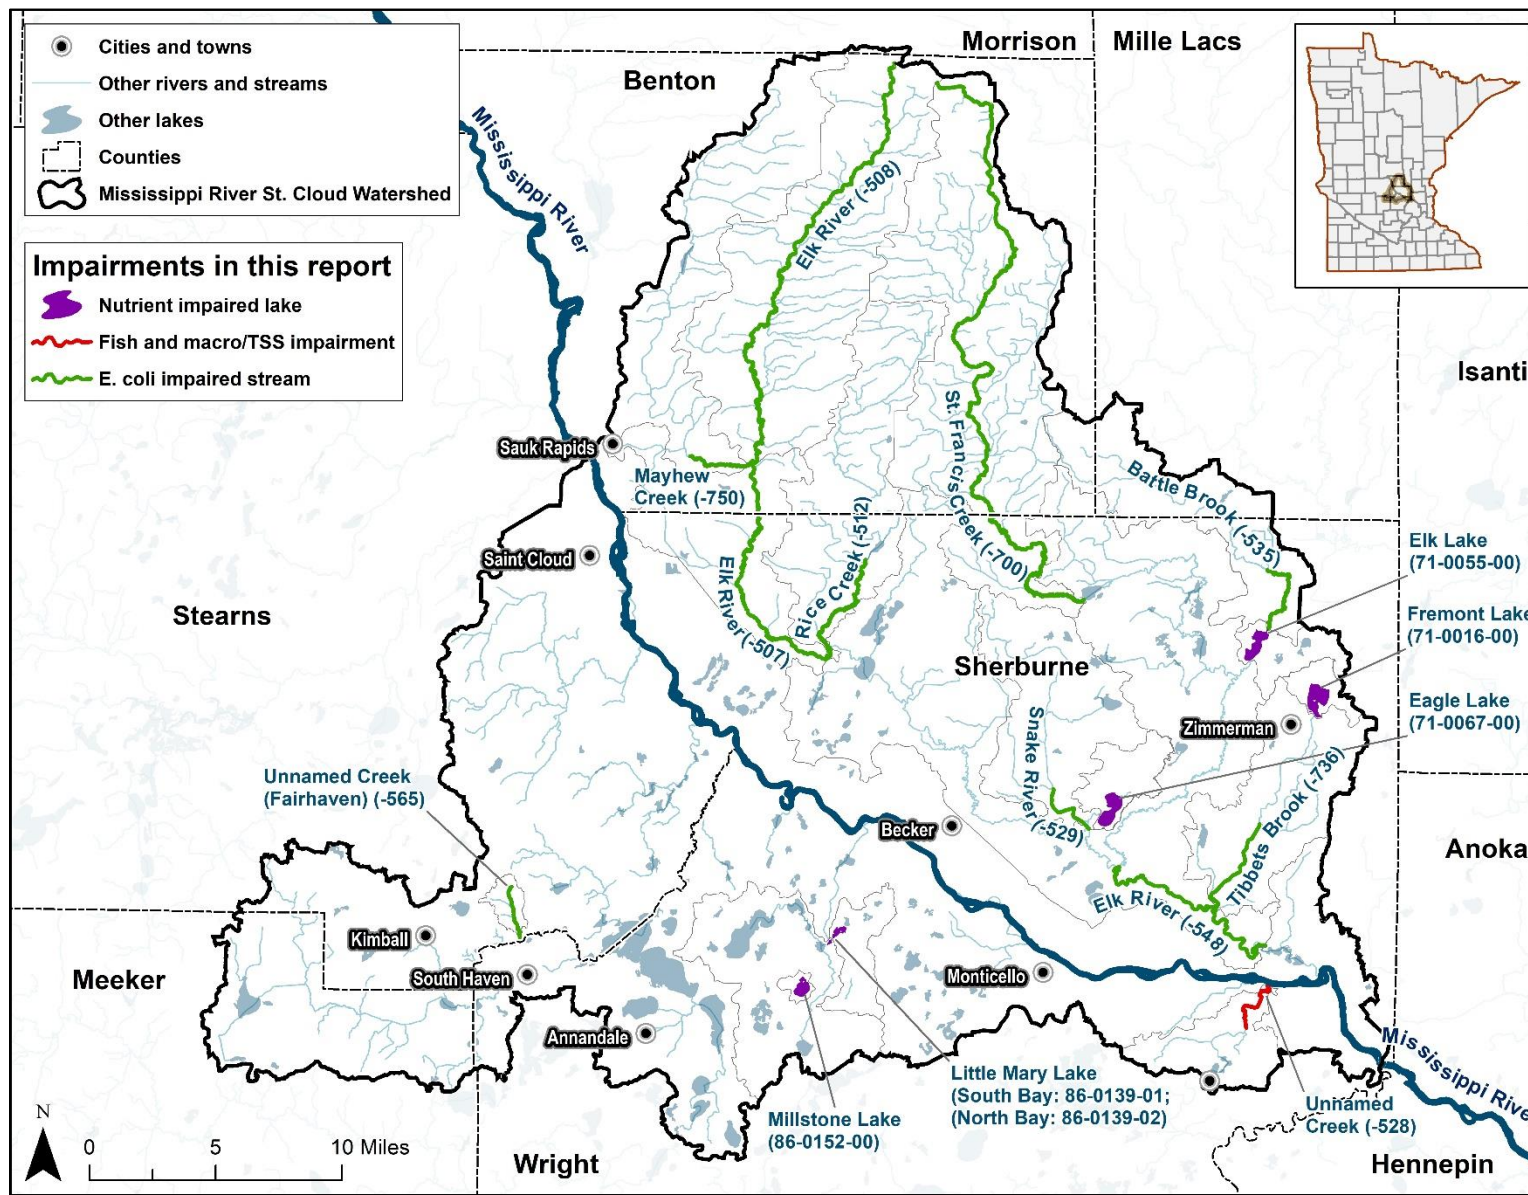 Cities and towns
Other rivers and streams
Other lakes
Counties
Mississippi River St. Cloud Watershed
Impairments in this report
Nutrient impaired lake
Fish and macro/TSS impairment
E. coli impaired stream
Morrison
Mille Lacs
Benton
Mississippi River
Elk River (-508)
Isanti
St. Francis Creek (-700)
Sauk Rapids
Mayhew
Creek (-750)
Battle Brook (-535)
Rice Creek (-512)
Saint Cloud
Elk River (-507)
Elk Lake
(71-0055-00)
Stearns
Fremont Lake
(71-0016-00)
Sherburne
Eagle Lake
(71-0067-00)
Zimmerman
Snake River (-529)
Tibbets Brook (-736)
Unnamed Creek
(Fairhaven) (-565)
Becker
Anoka
Elk River (-548)
Kimball
South Haven
Meeker
Monticello
Annandale
Mississippi River
Little Mary Lake
(South Bay: 86-0139-01;
(North Bay: 86-0139-02)
Millstone Lake
(86-0152-00)
Unnamed
Creek (-528)
N
0
5
10 Miles
Wright
Hennepin